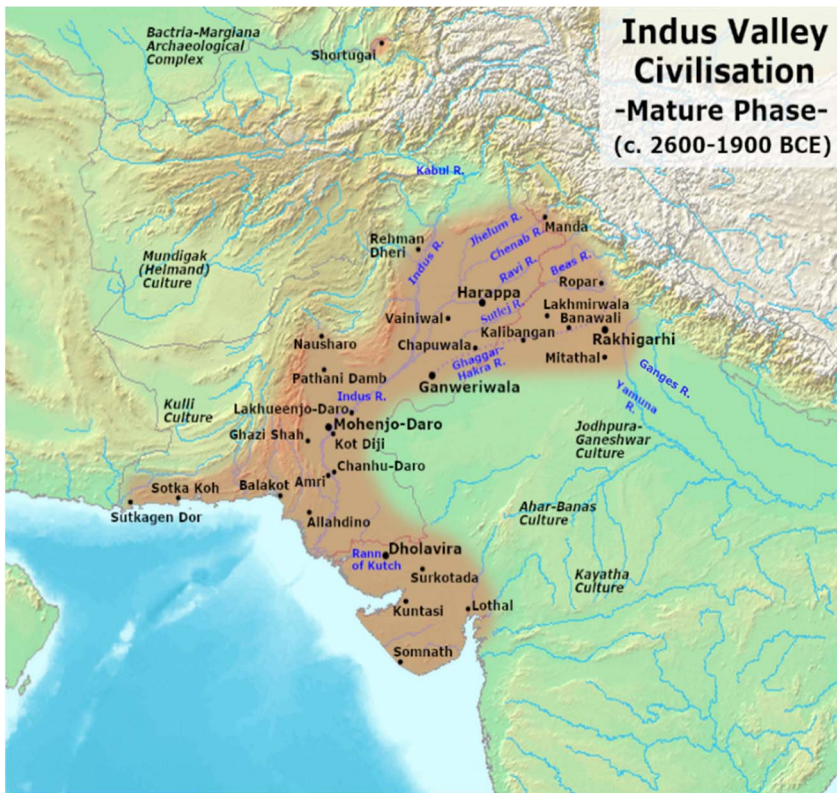 Indus Valley
Civilisation
-Mature Phase-
(c. 2600-1900 BCE)
Bactria-Margiana
Archaeological
Complex
Shortugai
Kabul R.
Manda
Jhelum R.
Rehman
Dheri
Chenab R.
Indus R.
Ravi R.
Beas R.
Mundigak
(Helmand)
Culture
Ropar
Harappa
Lakhmirwala
Sutlej R.
Banawali
Vainiwal
Kalibangan
Rakhigarhi
Nausharo
Chapuwala
Mitathal
Ghaggar-
Hakra R.
Ganges R.
Pathani Damb
Ganweriwala
Indus R.
Yamuna
R.
Kulli
Culture
Lakhueenjo-Daro
Mohenjo-Daro
Ghazi Shah
Kot Diji
Jodhpura-
Ganeshwar
Culture
Chanhu-Daro
Amri
Balakot
Sotka Koh
Sutkagen Dor
Allahdino
Ahar-Banas
Culture
Dholavira
Rann
of Kutch
Surkotada
Kayatha
Culture
Kuntasi
Lothal
Somnath